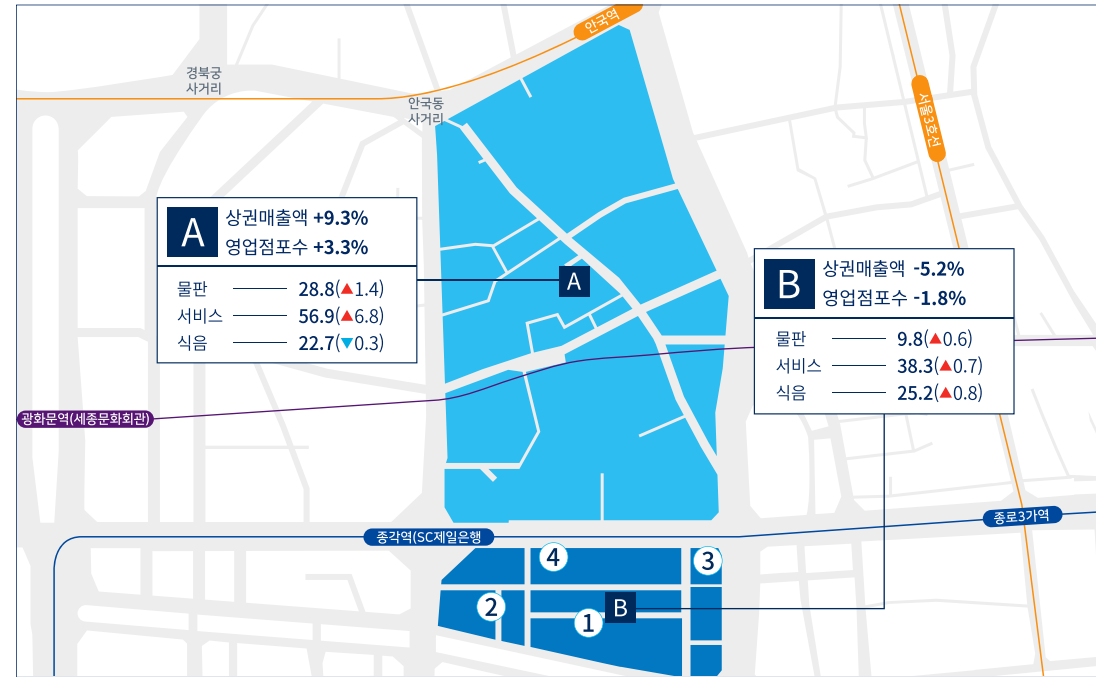 안국역
경복궁
사거리
안국동
사거리
서울3호선
A
상권매출액 +9.3%
영업점포수 +3.3%
물판 28.8(▲1.4)
서비스 56.9(▲6.8)
식음 22.7(▼0.3)
A
B
상권매출액 -5.2%
영업점포수 -1.8%
물판 9.8(▲0.6)
서비스 38.3(▲0.7)
식음 25.2(▲0.8)
광화문역(세종문화회관)
종로3가역
종각역(SC제일은행
4
3
2
1
B